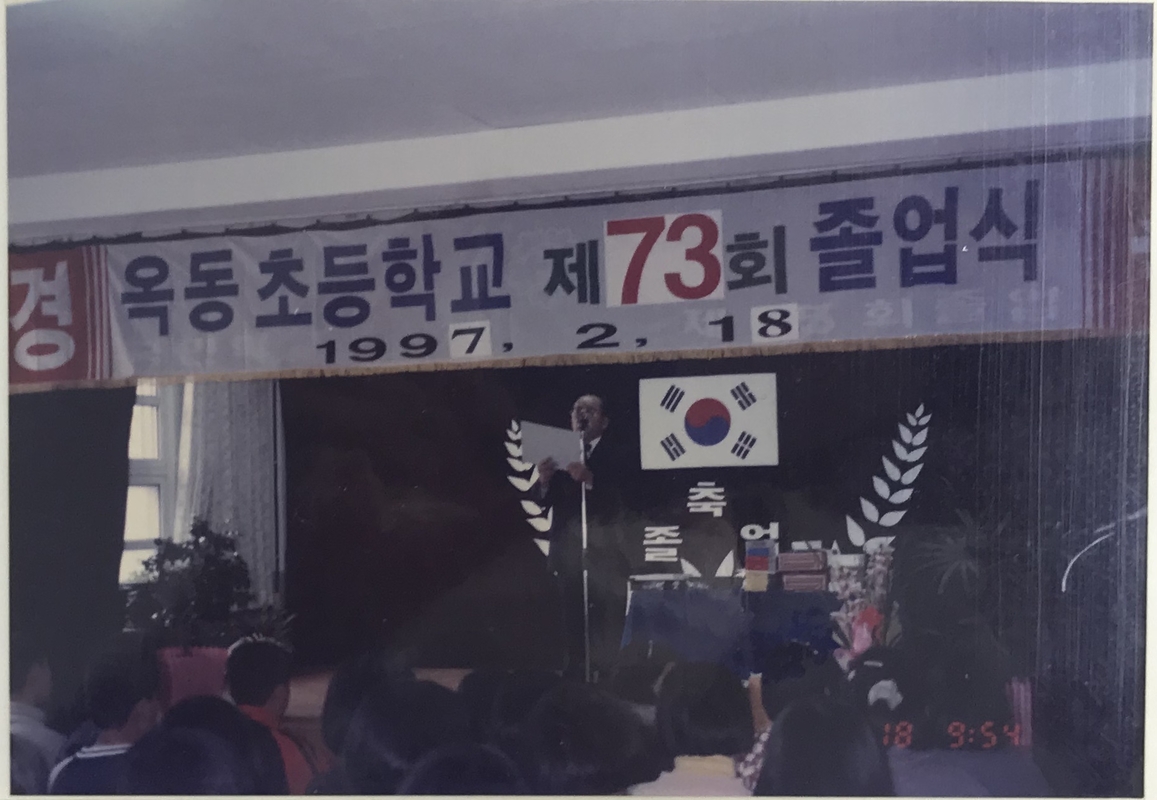 경 옥동초등학교 제73회 졸업식
1997, 2, 18
축
졸 업
18 9:54